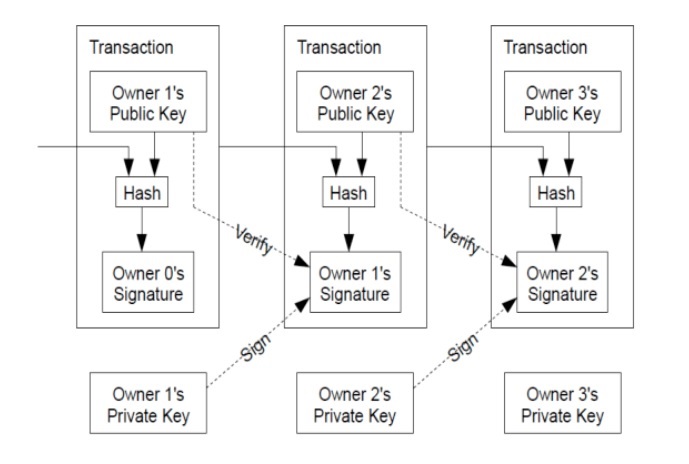 Transaction
Transaction
Transaction
Owner 1's
Public Key
Owner 2's
Public Key
Owner 3's
Public Key
Hash
Hash
Hash
Verify
Verify
Owner 0's
Signature
Owner 1's
Signature
Owner 2's
Signature
Sign
Sign
Owner 1's
Private Key
Owner 2's
Private Key
Owner 3's
Private Key